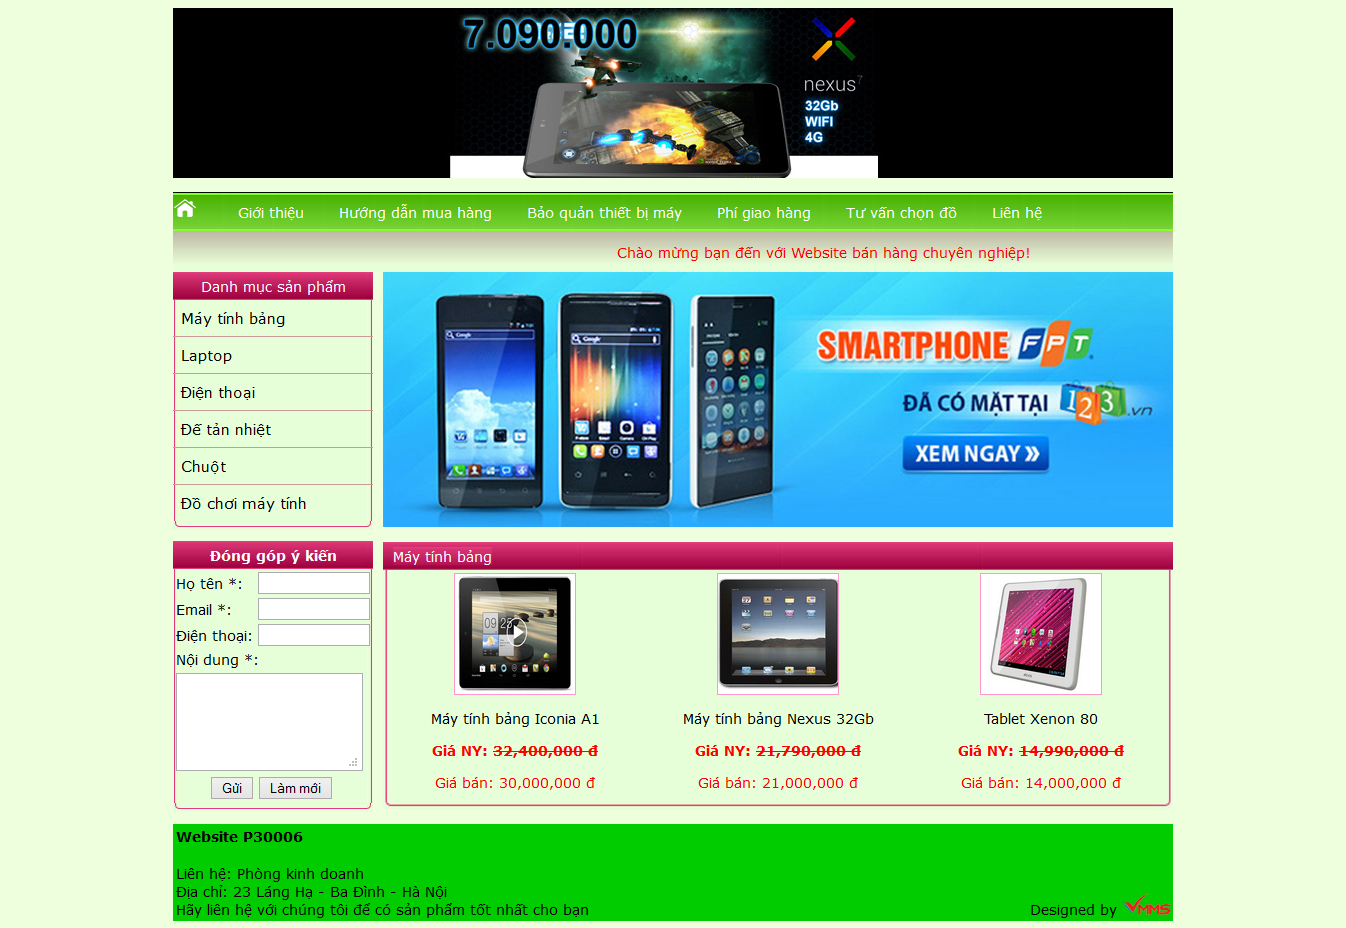 7.090.000
nexus 7
32Gb
WIFI
4G
Giới thiệu Hướng dẫn mua hàng Bảo quản thiết bị máy Phí giao hàng Tư vấn chọn đồ Liên hệ
Chào mừng bạn đến với Website bán hàng chuyên nghiệp!
Danh mục sản phẩm
Máy tính bảng
Laptop
Điện thoại
Đế tản nhiệt
Chuột
Đồ chơi máy tính
SMARTPHONE FPT
ĐÃ CÓ MẶT TẠI 123.vn
XEM NGAY »
Google
Google
Đóng góp ý kiến
Họ tên *:
Email *:
Điện thoại:
Nội dung *:
Gửi Làm mới
Máy tính bảng
09 25
Máy tính bảng Iconia A1
Giá NY: 32,400,000 đ
Giá bán: 30,000,000 đ
Máy tính bảng Nexus 32Gb
Giá NY: 21,790,000 đ
Giá bán: 21,000,000 đ
Tablet Xenon 80
Giá NY: 14,990,000 đ
Giá bán: 14,000,000 đ
Website P30006
Liên hệ: Phòng kinh doanh
Địa chỉ: 23 Láng Hạ - Ba Đình - Hà Nội
Hãy liên hệ với chúng tôi để có sản phẩm tốt nhất cho bạn
Designed by VMMS